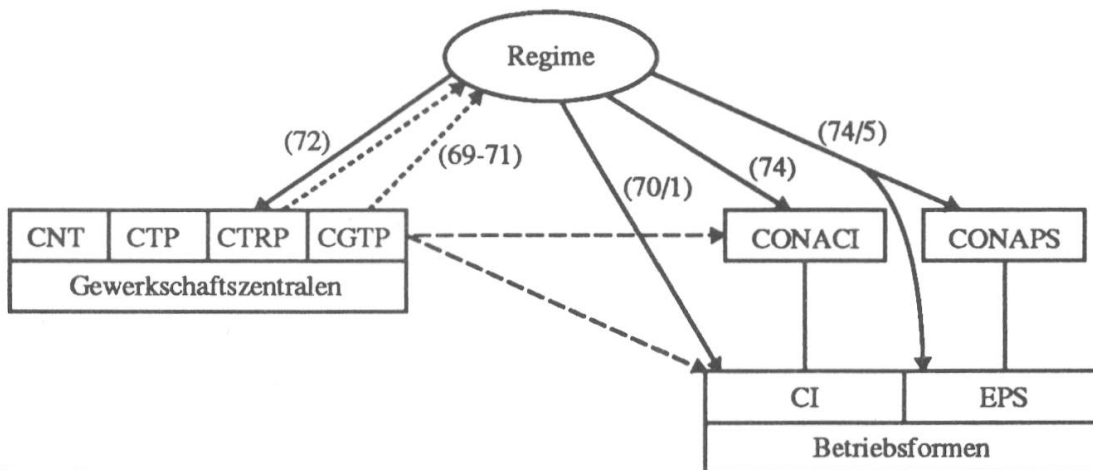 Regime
(72)
(69-71)
(70/1)
(74)
(74/5)
CNT CTP CTRP CGTP
Gewerkschaftszentralen
CONACI
CONAPS
CI EPS
Betriebsformen